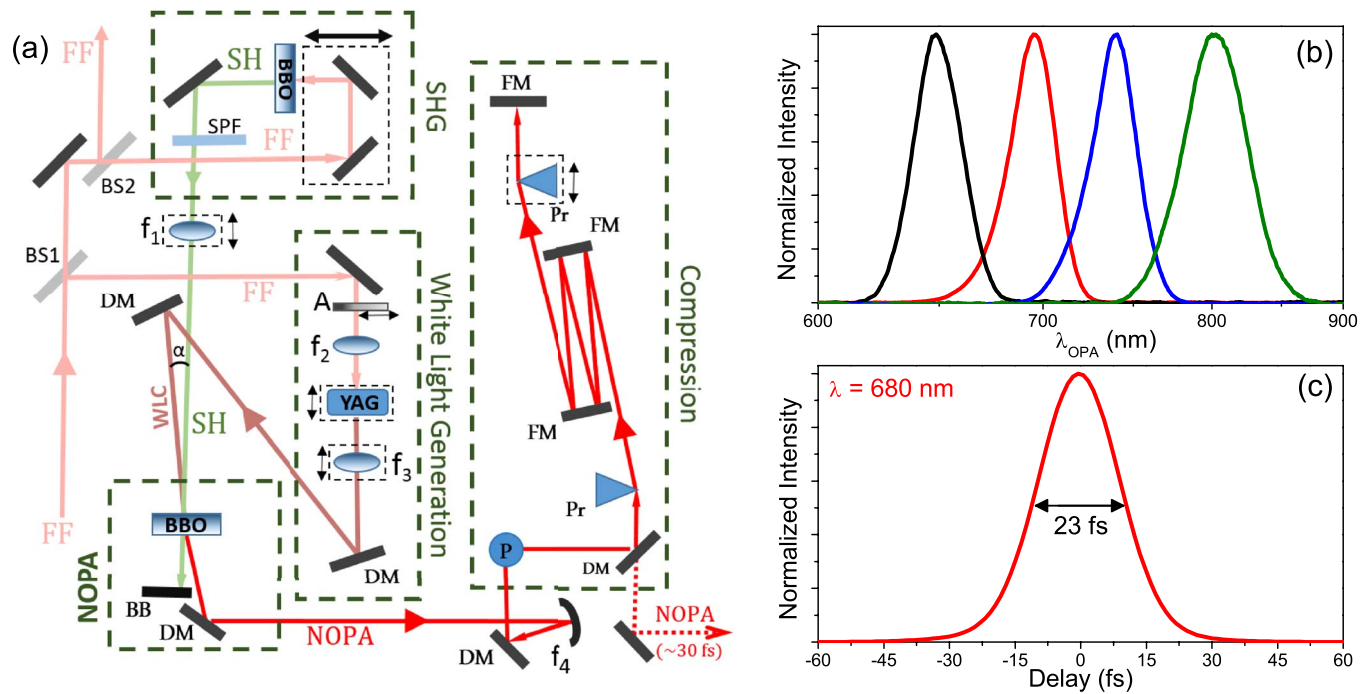 (a)
FF
SH
BBO
SPF
FF
SHG
BS2
f1
BS1
FF
DM
α
WLC
SH
A
f2
YAG
f3
White Light Generation
DM
FF
BBO
NOPA
BB
DM
NOPA
FM
Pr
FM
FM
Pr
Compression
P
DM
DM
f4
NOPA
(~30 fs)
(b)
Normalized Intensity
600
700
800
900
λOPA (nm)
(c)
λ = 680 nm
23 fs
Normalized Intensity
-60
-45
-30
-15
0
15
30
45
60
Delay (fs)